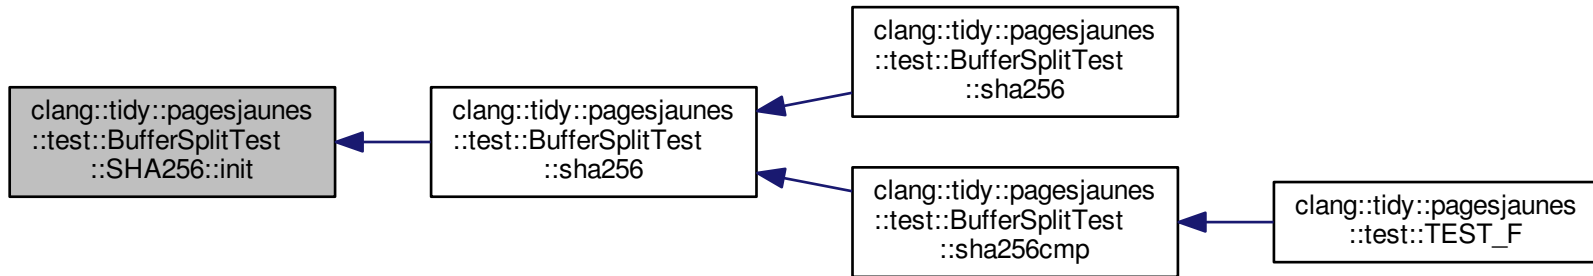 clang::tidy::pagesjaunes
::test::BufferSplitTest
::SHA256::init
clang::tidy::pagesjaunes
::test::BufferSplitTest
::sha256
clang::tidy::pagesjaunes
::test::BufferSplitTest
::sha256
clang::tidy::pagesjaunes
::test::BufferSplitTest
::sha256cmp
clang::tidy::pagesjaunes
::test::TEST_F